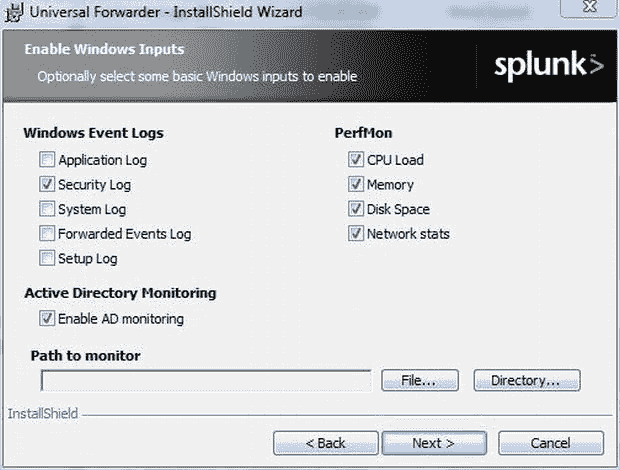 Universal Forwarder - InstallShield Wizard
Enable Windows Inputs
Optionally select some basic Windows inputs to enable
splunk>
Windows Event Logs
Application Log
Security Log
System Log
Forwarded Events Log
Setup Log
PerfMon
CPU Load
Memory
Disk Space
Network stats
Active Directory Monitoring
Enable AD monitoring
Path to monitor
File... Directory...
InstallShield
< Back Next > Cancel